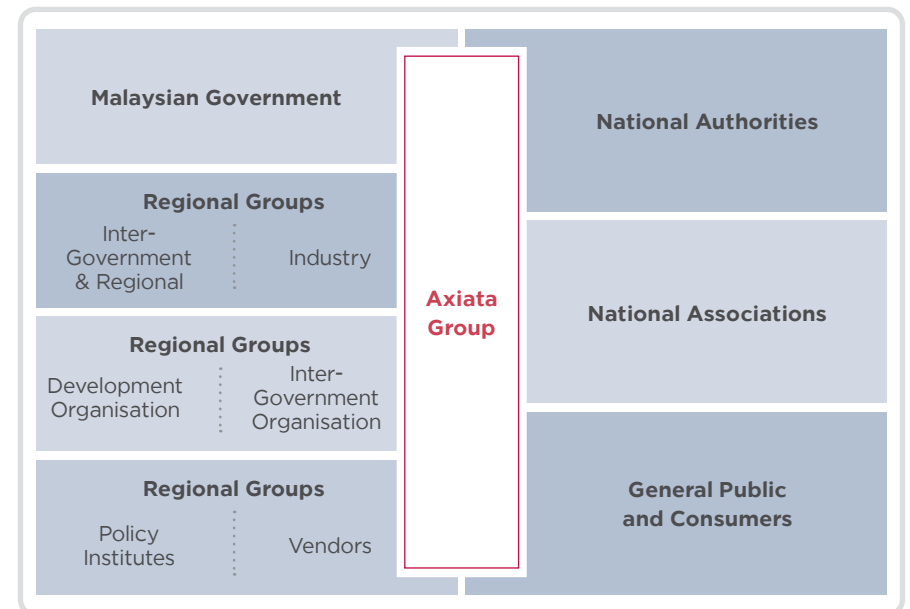 Malaysian Government
Regional Groups
Inter-
Government
& Regional
Industry
Regional Groups
Development
Organisation
Inter-
Government
Organisation
Regional Groups
Policy
Institutes
Vendors
Axiata
Group
National Authorities
National Associations
General Public
and Consumers